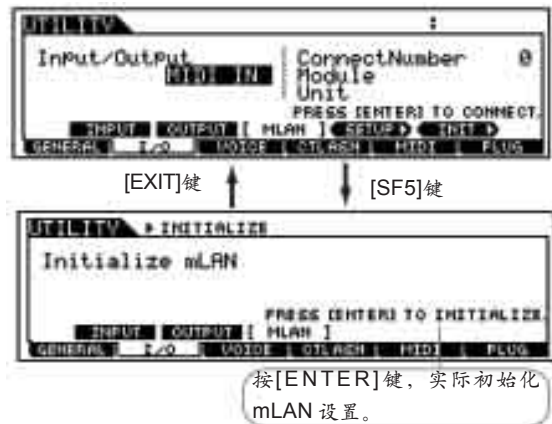 UTILITY
Input/Output
MIDI IN
ConnectNumber 0
Module
Unit
PRESS [ENTER] TO CONNECT.
INPUT OUTPUT [ MLAN ] SETUP INIT
GENERAL I/O VOICE CTLASN MIDI PLUG
[EXIT]键 [SF5]键
UTILITY ▶ INITIALIZE
Initialize mLAN
PRESS [ENTER] TO INITIALIZE.
INPUT OUTPUT [ MLAN ]
GENERAL I/O VOICE CTLASN MIDI PLUG
按[ENTER]键，实际初始化
mLAN 设置。